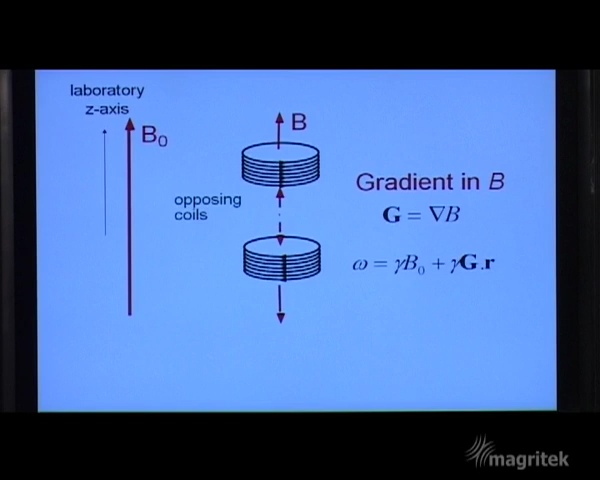 laboratory
z-axis
B₀
B
opposing
coils
Gradient in B
G = ∇B
ω = γB₀ + γG.r
magritek